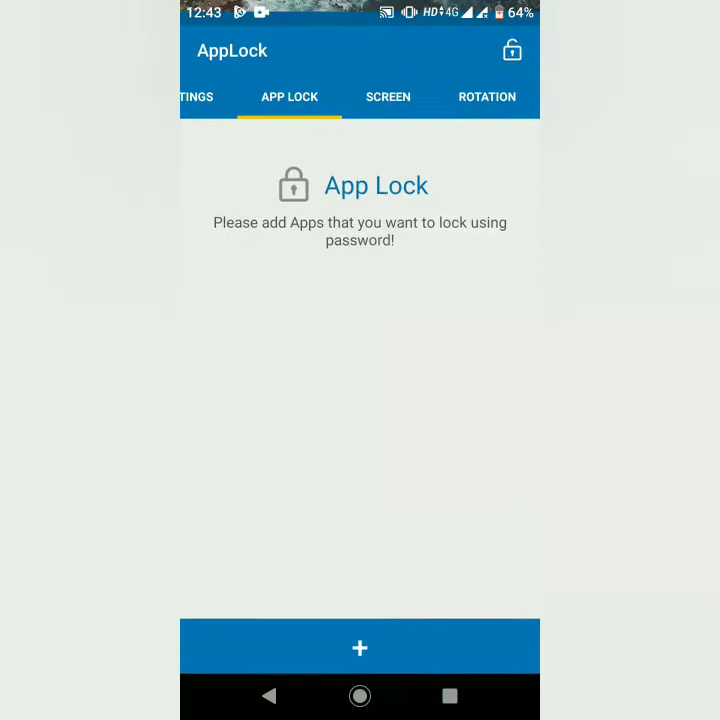 12:43 HD 4G 64%
AppLock
TINGS APP LOCK SCREEN ROTATION
App Lock
Please add Apps that you want to lock using
password!
+